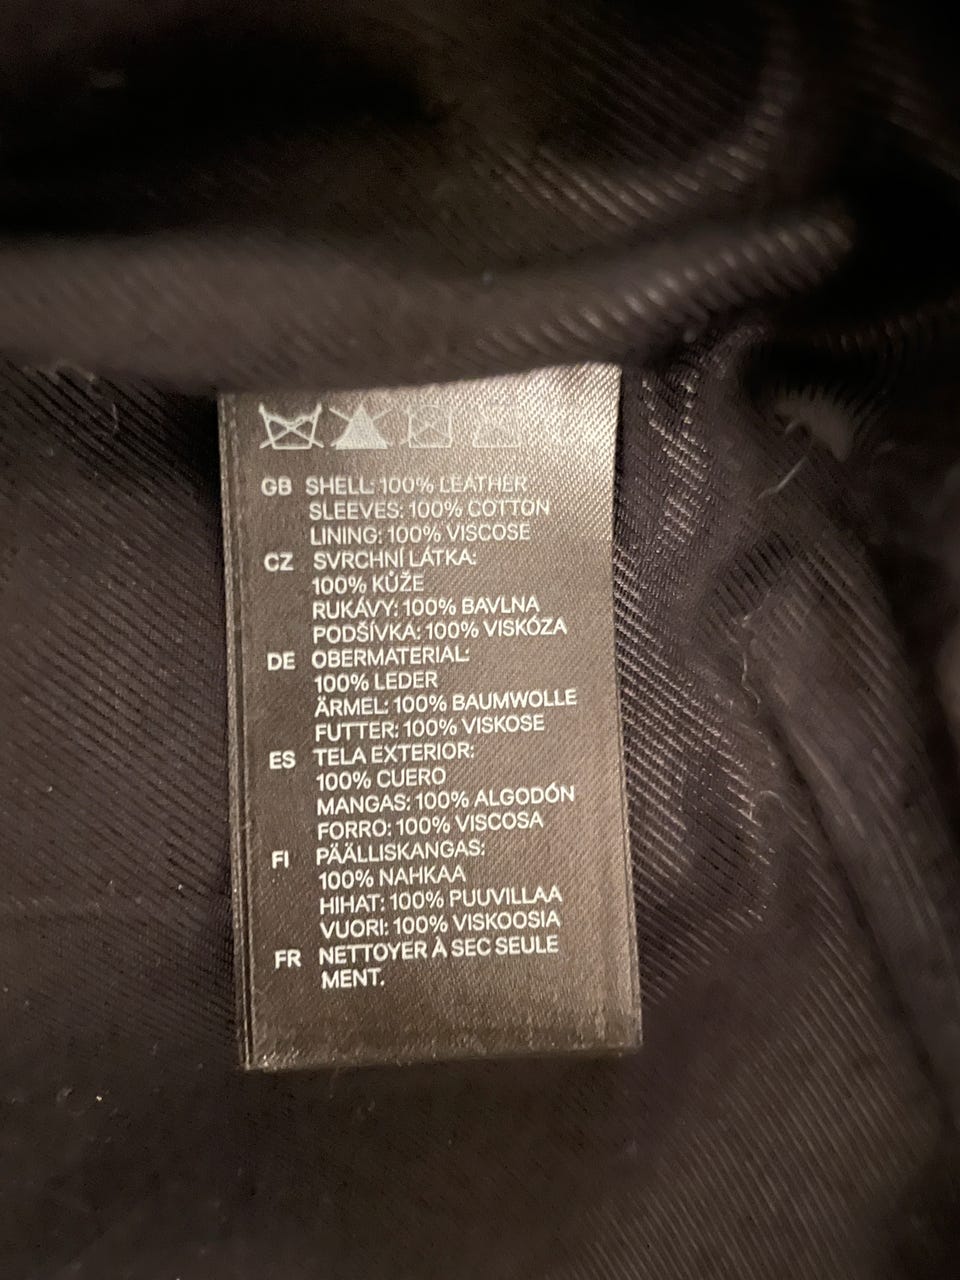 GB SHELL: 100% LEATHER
SLEEVES: 100% COTTON
LINING: 100% VISCOSE
CZ SVRCHNÍ LÁTKA:
100% KŮŽE
RUKÁVY: 100% BAVLNA
PODŠÍVKA: 100% VISKÓZA
DE OBERMATERIAL:
100% LEDER
ÄRMEL: 100% BAUMWOLLE
FUTTER: 100% VISKOSE
ES TELA EXTERIOR:
100% CUERO
MANGAS: 100% ALGODÓN
FORRO: 100% VISCOSA
FI PÄÄLLISKANGAS:
100% NAHKAA
HIHAT: 100% PUUVILLAA
VUORI: 100% VISKOOSIA
FR NETTOYER À SEC SEULE
MENT.